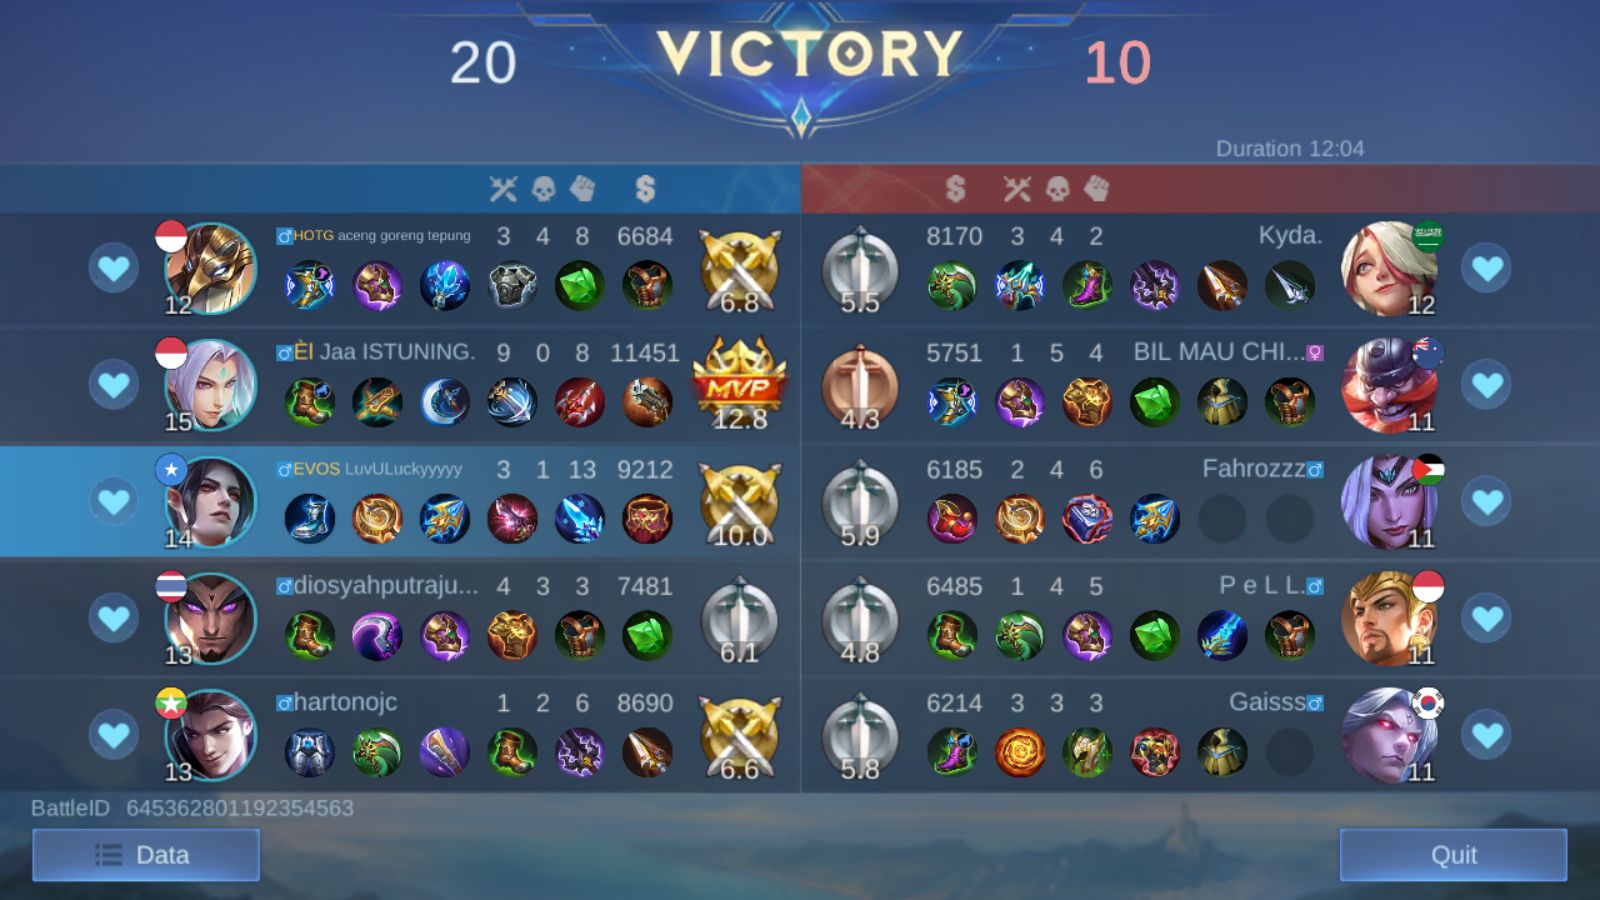 20 VICTORY 10
Duration 12:04
HOTG aceng goreng tepung 3 4 8 6684
12 6.8
5.5 8170 3 4 2 Kyda.
12
ÈI Jaa ISTUNING. 9 0 8 11451
15 MVP 12.8
4.3 5751 1 5 4 BIL MAU CHI...
11
EVOS LuvULuckyyyyy 3 1 13 9212
14 10.0
5.9 6185 2 4 6 Fahrozzz
11
diosyahputraju... 4 3 3 7481
13 6.1
4.8 6485 1 4 5 P e L L.
11
hartonojc 1 2 6 8690
13 6.6
5.8 6214 3 3 3 Gaisss
11
BattleID 645362801192354563
Data Quit